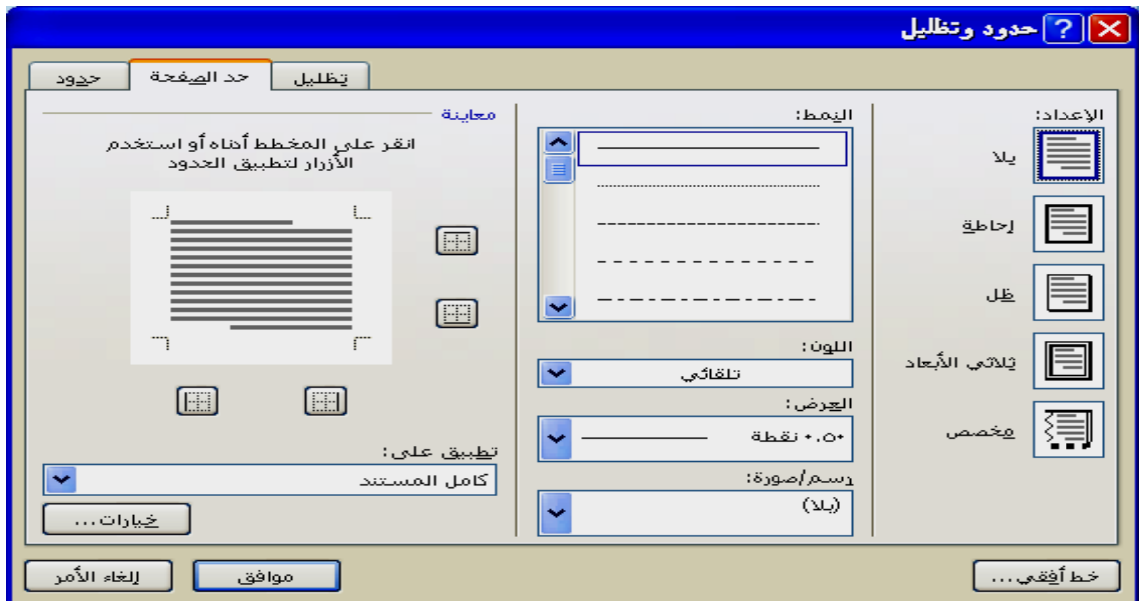 حدود وتظليل
حدود
حد الصفحة
تظليل
الإعداد:
بلا
إحاطة
ظل
ثلاثي الأبعاد
مخصص
النمط:
اللون:
تلقائي
العرض:
٠.٥٠ نقطة
رسم/صورة:
(بلا)
معاينة
انقر على المخطط أدناه أو استخدم
الأزرار لتطبيق الحدود
تطبيق على:
كامل المستند
خيارات...
خط أفقي...
موافق
إلغاء الأمر